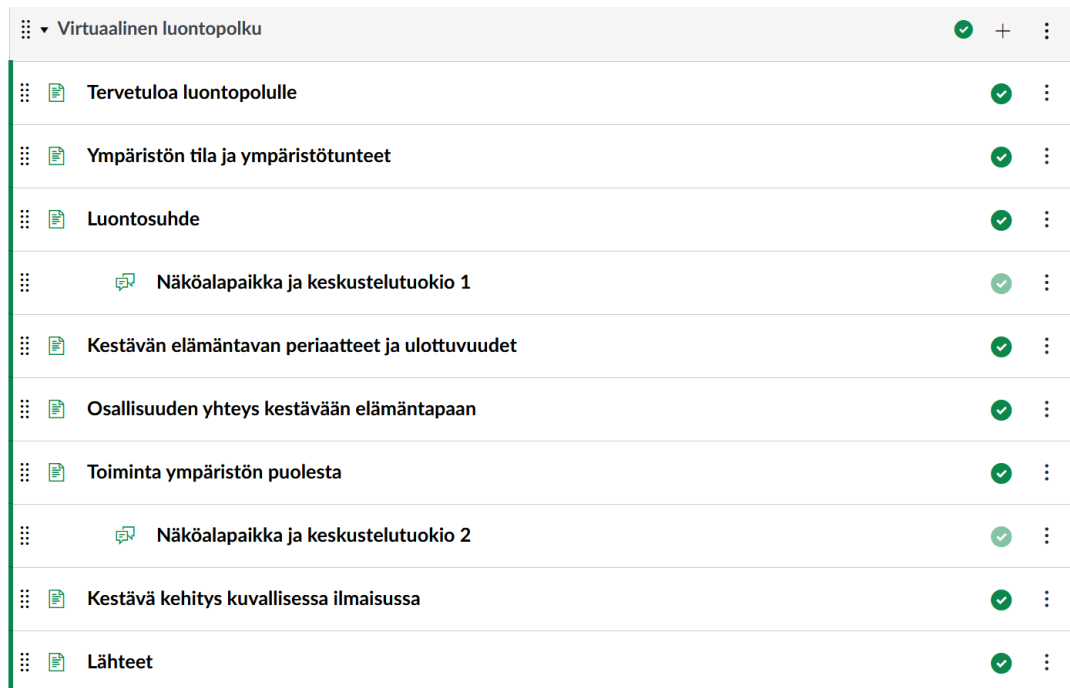 Virtuaalinen luontopolku
Tervetuloa luontopolulle
Ympäristön tila ja ympäristötunteet
Luontosuhde
Näköalapaikka ja keskustelutuokio 1
Kestävän elämäntavan periaatteet ja ulottuvuudet
Osallisuuden yhteys kestävään elämäntapaan
Toiminta ympäristön puolesta
Näköalapaikka ja keskustelutuokio 2
Kestävä kehitys kuvallisessa ilmaisussa
Lähteet